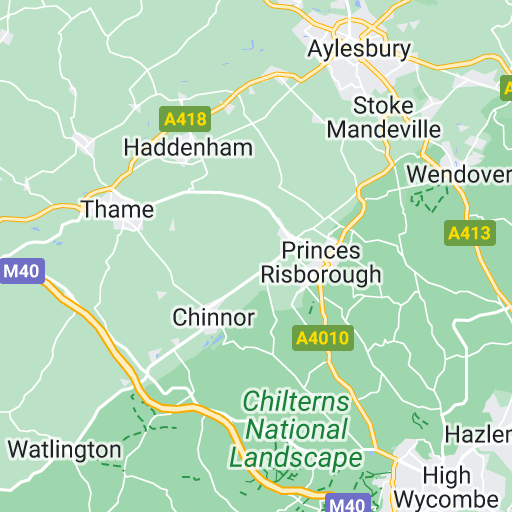 Aylesbury
A
Stoke
Mandeville
A418
Haddenham
Wendover
Thame
A413
Princes
Risborough
M40
Chinnor
A4010
Chilterns
National
Landscape
Hazlem
Watlington
High
Wycombe
M40